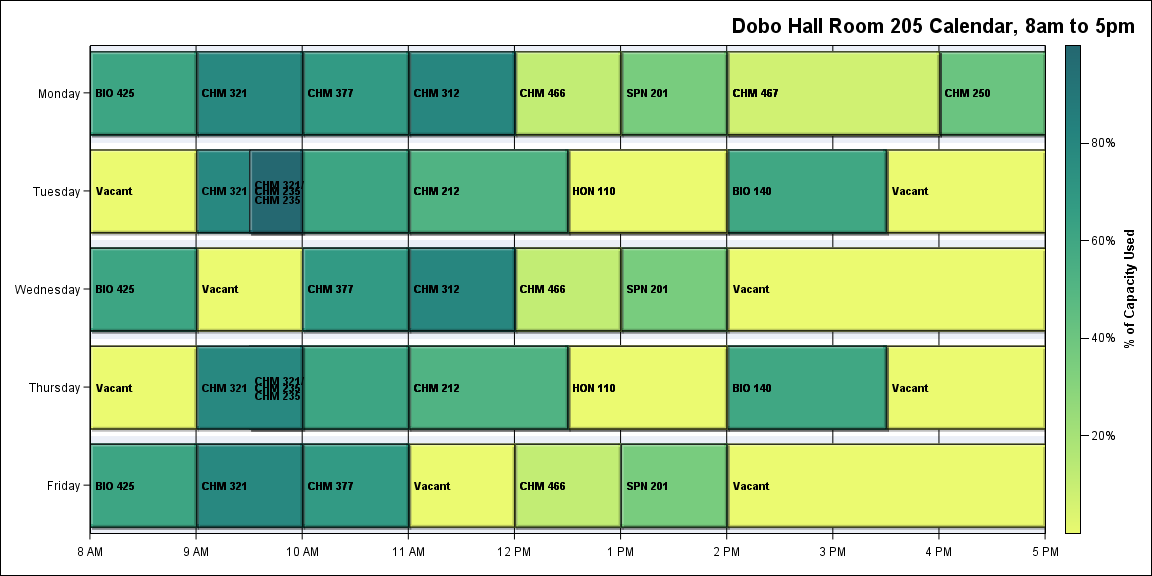 Dobo Hall Room 205 Calendar, 8am to 5pm
Monday
BIO 425
CHM 321
CHM 377
CHM 312
CHM 466
SPN 201
CHM 467
CHM 250
Tuesday
Vacant
CHM 321
CHM 321/
CHM 235
CHM 235
CHM 212
HON 110
BIO 140
Vacant
Wednesday
BIO 425
Vacant
CHM 377
CHM 312
CHM 466
SPN 201
Vacant
Thursday
Vacant
CHM 321
CHM 321/
CHM 235
CHM 235
CHM 212
HON 110
BIO 140
Vacant
Friday
BIO 425
CHM 321
CHM 377
Vacant
CHM 466
SPN 201
Vacant
8 AM
9 AM
10 AM
11 AM
12 PM
1 PM
2 PM
3 PM
4 PM
5 PM
80%
60%
40%
20%
% of Capacity Used